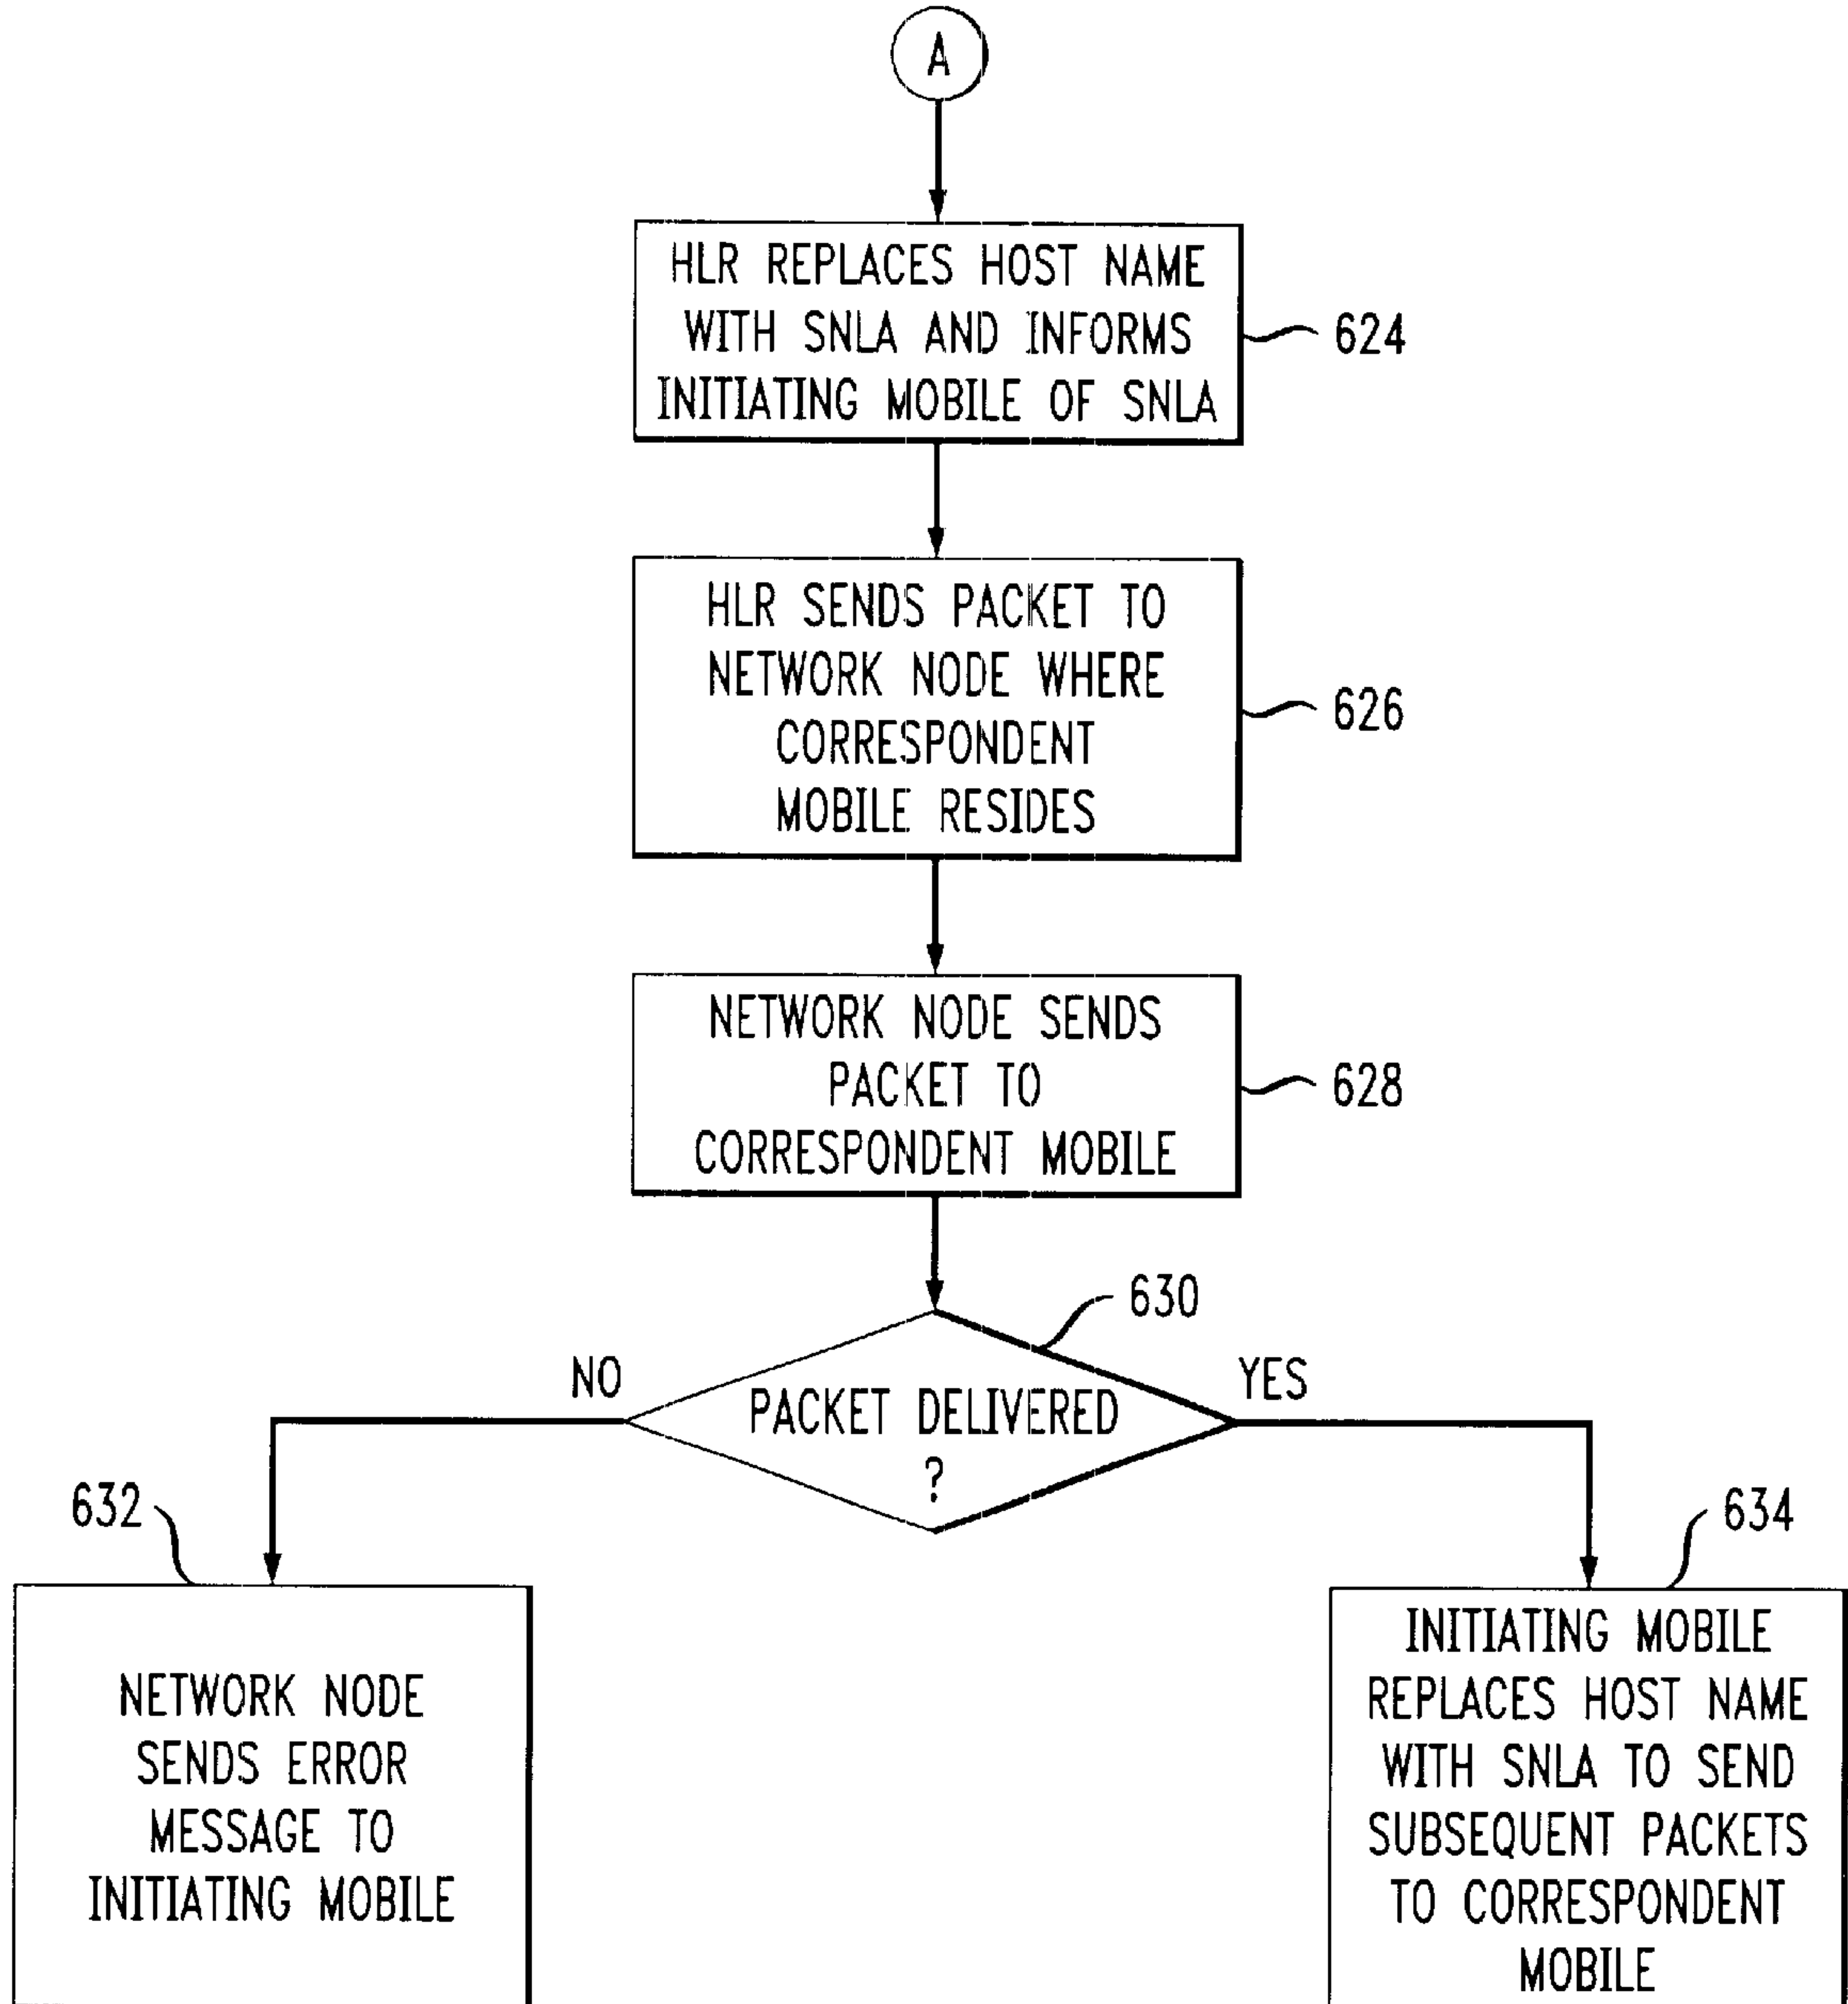 A
HLR REPLACES HOST NAME
WITH SNLA AND INFORMS
INITIATING MOBILE OF SNLA
624
HLR SENDS PACKET TO
NETWORK NODE WHERE
CORRESPONDENT
MOBILE RESIDES
626
NETWORK NODE SENDS
PACKET TO
CORRESPONDENT MOBILE
628
630
NO
YES
PACKET DELIVERED
?
632
634
NETWORK NODE
SENDS ERROR
MESSAGE TO
INITIATING MOBILE
INITIATING MOBILE
REPLACES HOST NAME
WITH SNLA TO SEND
SUBSEQUENT PACKETS
TO CORRESPONDENT
MOBILE